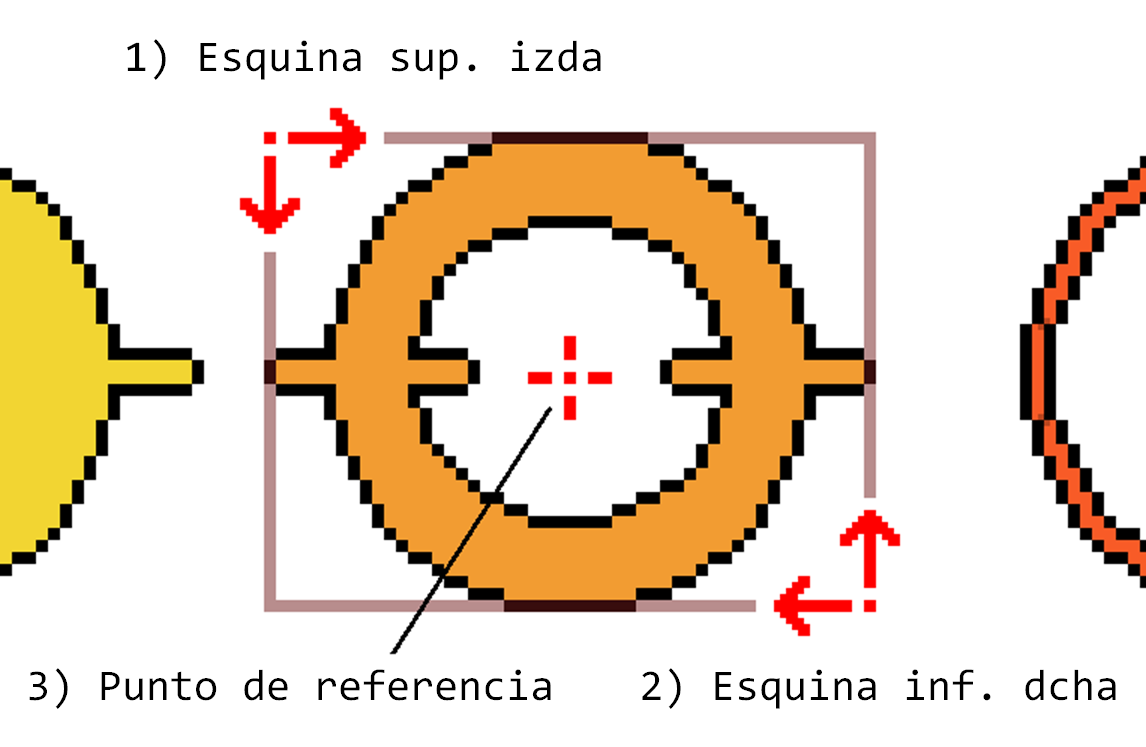 1) Esquina sup. izda
3) Punto de referencia
2) Esquina inf. dcha